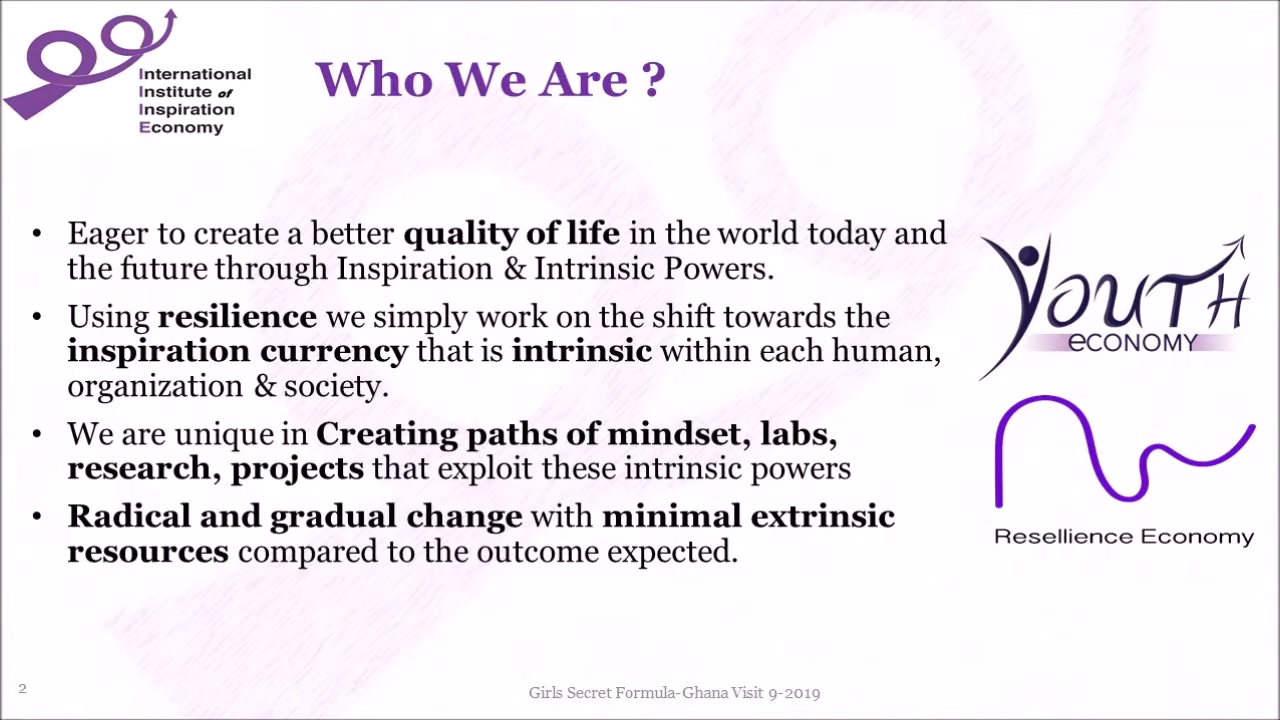 International
Institute of
Inspiration
Economy
Who We Are ?
• Eager to create a better quality of life in the world today and
the future through Inspiration & Intrinsic Powers.
• Using resilience we simply work on the shift towards the
inspiration currency that is intrinsic within each human,
organization & society.
• We are unique in Creating paths of mindset, labs,
research, projects that exploit these intrinsic powers
• Radical and gradual change with minimal extrinsic
resources compared to the outcome expected.
YOUTH
eCONOMY
Resellience Economy
2
Girls Secret Formula-Ghana Visit 9-2019